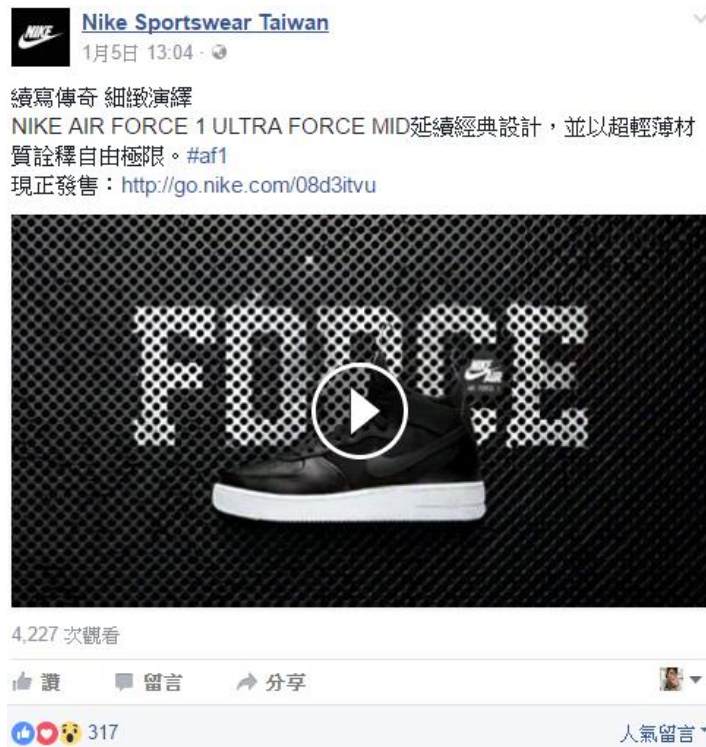 NIKE
Nike Sportswear Taiwan
1月5日 13:04 ·
續寫傳奇 細緻演繹
NIKE AIR FORCE 1 ULTRA FORCE MID延續經典設計，並以超輕薄材
質詮釋自由極限。#af1
現正發售：http://go.nike.com/08d3itvu
FORCE
NIKE
AIR
4,227 次觀看
讚 留言 分享
317 人氣留言